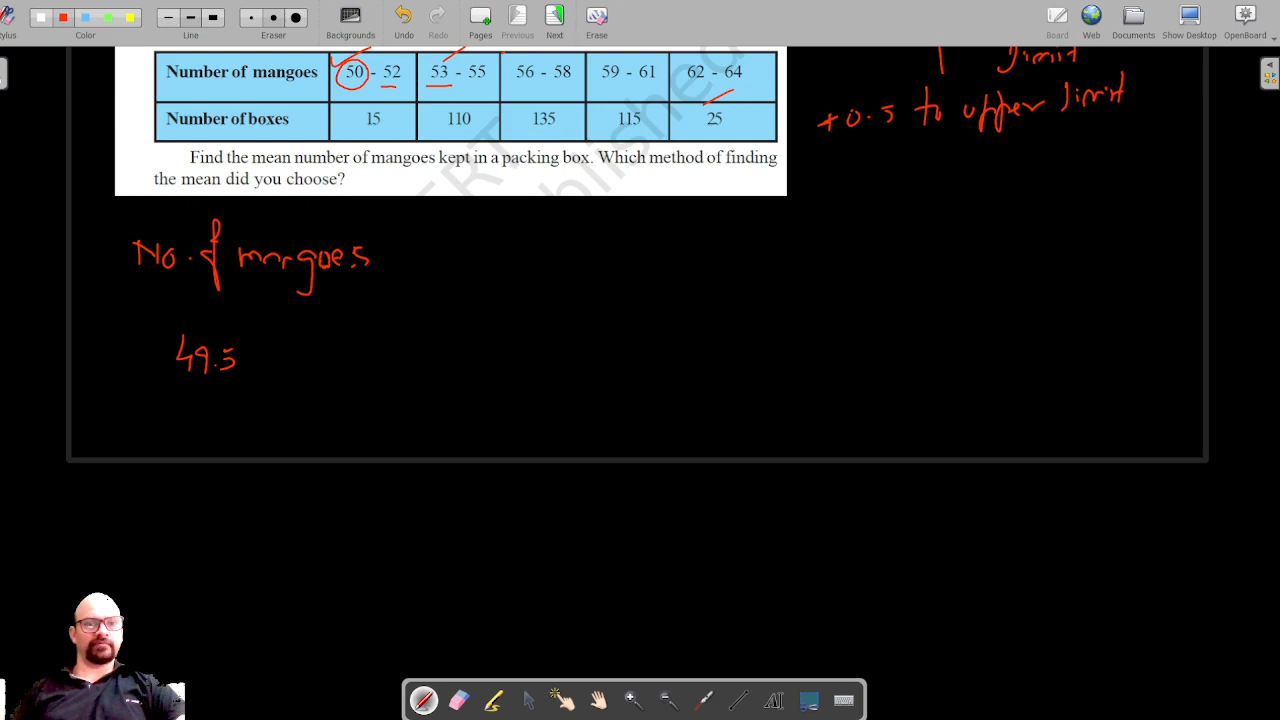 Stylus Color Line Eraser Backgrounds Undo Redo Pages Previous Next Erase Board Web Documents Show Desktop OpenBoard
Number of mangoes 50 - 52 53 - 55 56 - 58 59 - 61 62 - 64
Number of boxes 15 110 135 115 25
Find the mean number of mangoes kept in a packing box. Which method of finding
the mean did you choose?
limit
+0.5 to upper limit
No. of mangoes
49.5